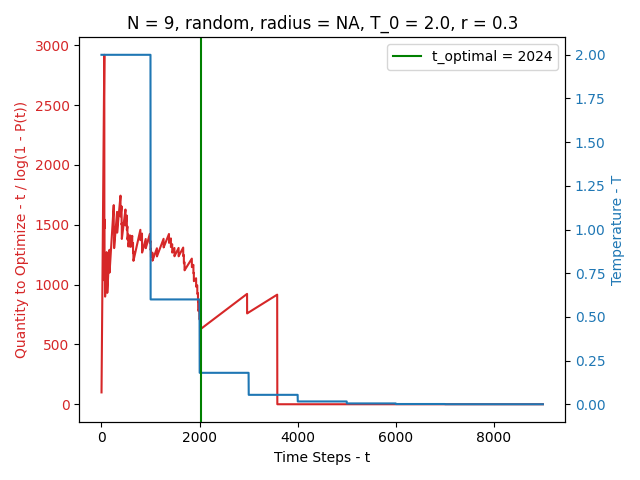 N = 9, random, radius = NA, T_0 = 2.0, r = 0.3
t_optimal = 2024
Quantity to Optimize - t / log(1 - P(t))
3000
2500
2000
1500
1000
500
0
2.00
1.75
1.50
1.25
1.00
0.75
0.50
0.25
0.00
Temperature - T
0 2000 4000 6000 8000
Time Steps - t